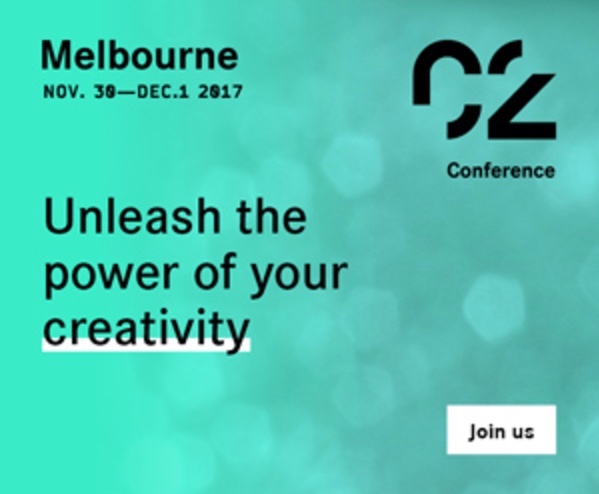 Melbourne
NOV. 30—DEC.1 2017
C2
Conference
Unleash the
power of your
creativity
Join us